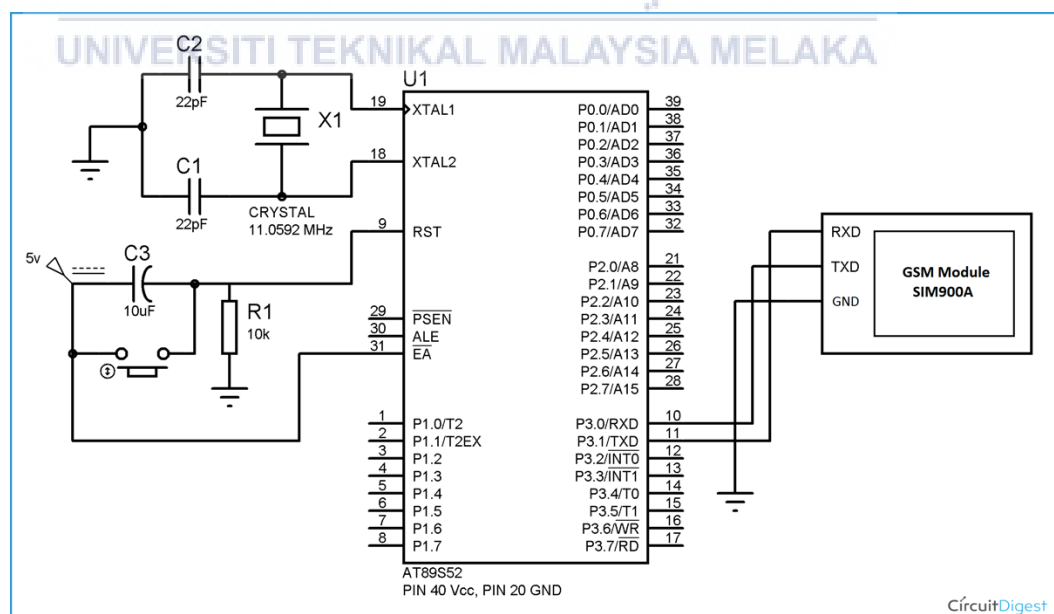 UNIVERSITI TEKNIKAL MALAYSIA MELAKA
C2
22pF
C1
22pF
X1
CRYSTAL
11.0592 MHz
5v
C3
10uF
R1
10k
U1
19 XTAL1
18 XTAL2
9 RST
29 PSEN
30 ALE
31 EA
1 P1.0/T2
2 P1.1/T2EX
3 P1.2
4 P1.3
5 P1.4
6 P1.5
7 P1.6
8 P1.7
P0.0/AD0 39
P0.1/AD1 38
P0.2/AD2 37
P0.3/AD3 36
P0.4/AD4 35
P0.5/AD5 34
P0.6/AD6 33
P0.7/AD7 32
P2.0/A8 21
P2.1/A9 22
P2.2/A10 23
P2.3/A11 24
P2.4/A12 25
P2.5/A13 26
P2.6/A14 27
P2.7/A15 28
P3.0/RXD 10
P3.1/TXD 11
P3.2/INT0 12
P3.3/INT1 13
P3.4/T0 14
P3.5/T1 15
P3.6/WR 16
P3.7/RD 17
AT89S52
PIN 40 Vcc, PIN 20 GND
RXD
TXD
GND
GSM Module
SIM900A
CírcuitDigest